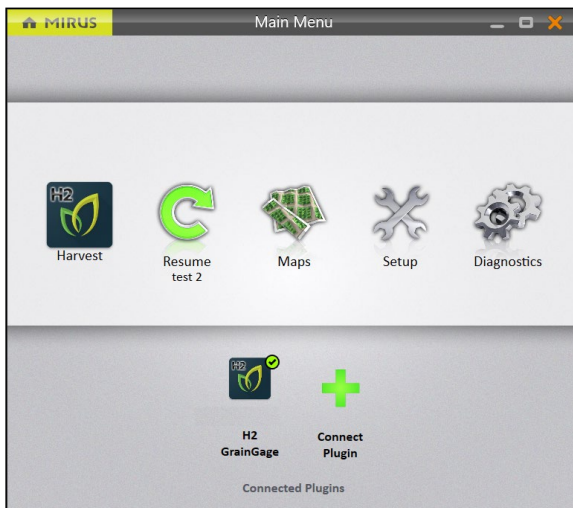 MIRUS
Main Menu
H2
Harvest
Resume
test 2
Maps
Setup
Diagnostics
H2
H2
GrainGage
Connect
Plugin
Connected Plugins